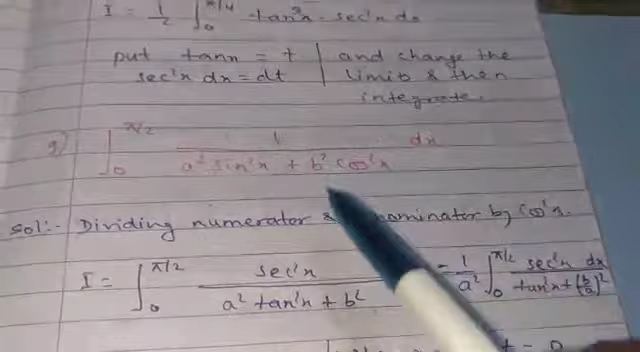 I = 1/2 ∫₀^π/4 tan³x · sec²x dx
put tanx = t | and change the
sec²x dx = dt | limits & then
integrate.
9) ∫₀^π/2 1/(a² sin²x + b² cos²x) dx
Sol:- Dividing numerator & by cos²x.
I = ∫₀^π/2 sec²x/(a² tan²x + b²) = 1/a² ∫₀^π/2 sec²x dx/(tan²x + (b/a)²)